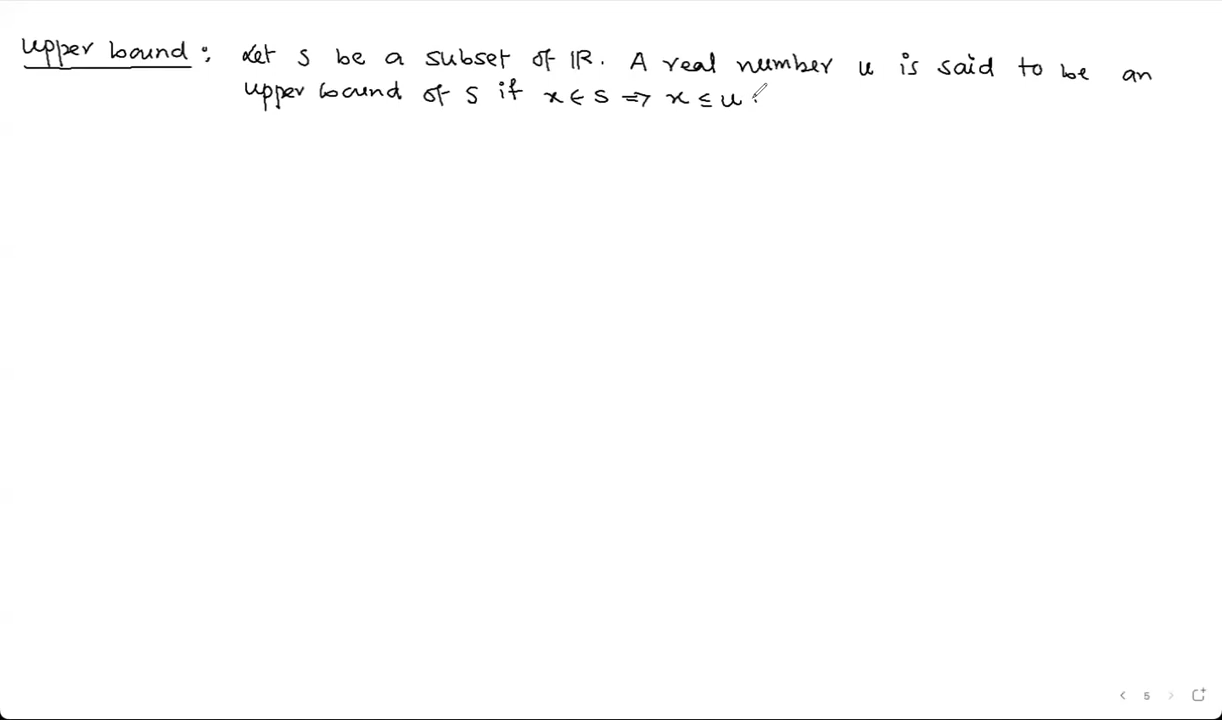 Upper bound : Let S be a subset of ℝ. A real number u is said to be an
upper bound of S if x ∈ S ⇒ x ≤ u.
5